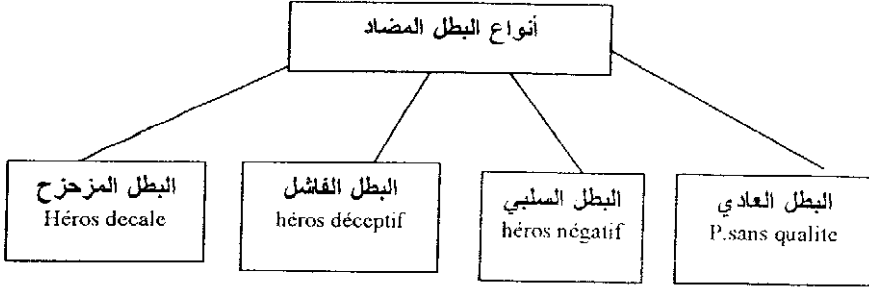 أنواع البطل المضاد
البطل العادي
P.sans qualite
البطل السلبي
héros négatif
البطل الفاشل
héros déceptif
البطل المزحزح
Héros decale